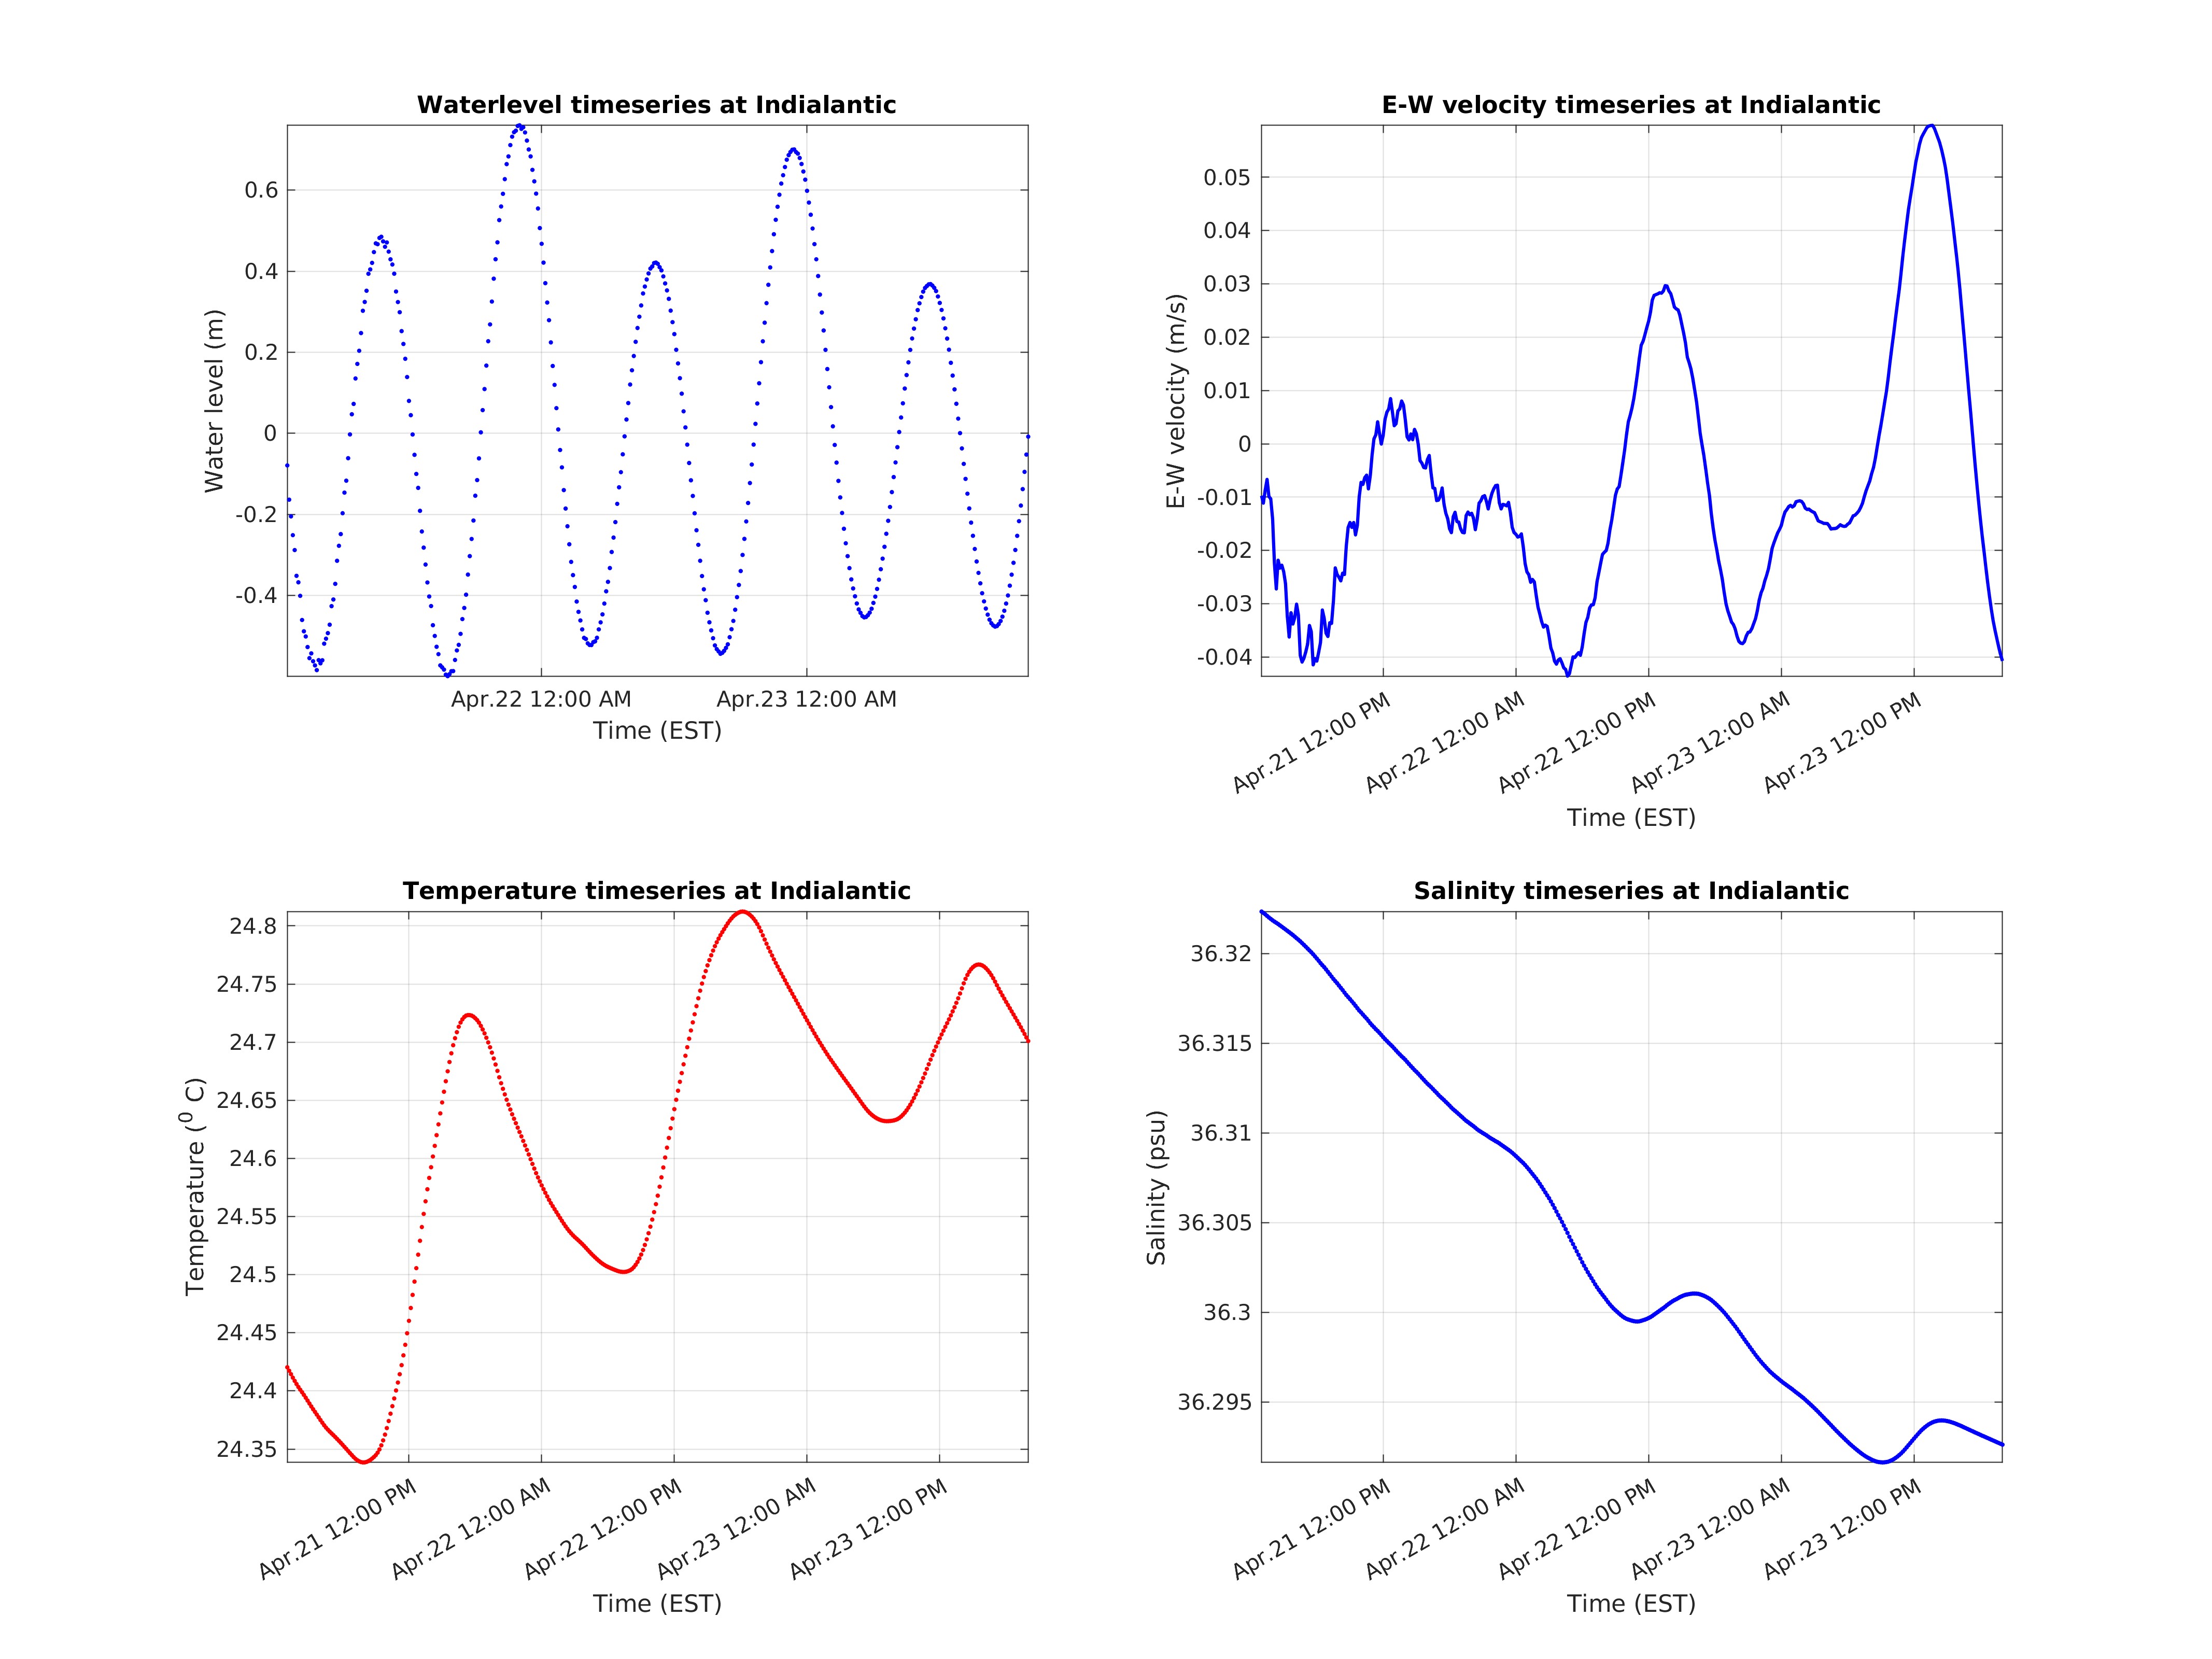 Waterlevel timeseries at Indialantic
0.6
0.4
0.2
0
-0.2
-0.4
Water level (m)
Apr.22 12:00 AM
Apr.23 12:00 AM
Time (EST)
E-W velocity timeseries at Indialantic
0.05
0.04
0.03
0.02
0.01
0
-0.01
-0.02
-0.03
-0.04
E-W velocity (m/s)
Apr.21 12:00 PM
Apr.22 12:00 AM
Apr.22 12:00 PM
Apr.23 12:00 AM
Apr.23 12:00 PM
Time (EST)
Temperature timeseries at Indialantic
24.8
24.75
24.7
24.65
24.6
24.55
24.5
24.45
24.4
24.35
Temperature (⁰ C)
Apr.21 12:00 PM
Apr.22 12:00 AM
Apr.22 12:00 PM
Apr.23 12:00 AM
Apr.23 12:00 PM
Time (EST)
Salinity timeseries at Indialantic
36.32
36.315
36.31
36.305
36.3
36.295
Salinity (psu)
Apr.21 12:00 PM
Apr.22 12:00 AM
Apr.22 12:00 PM
Apr.23 12:00 AM
Apr.23 12:00 PM
Time (EST)